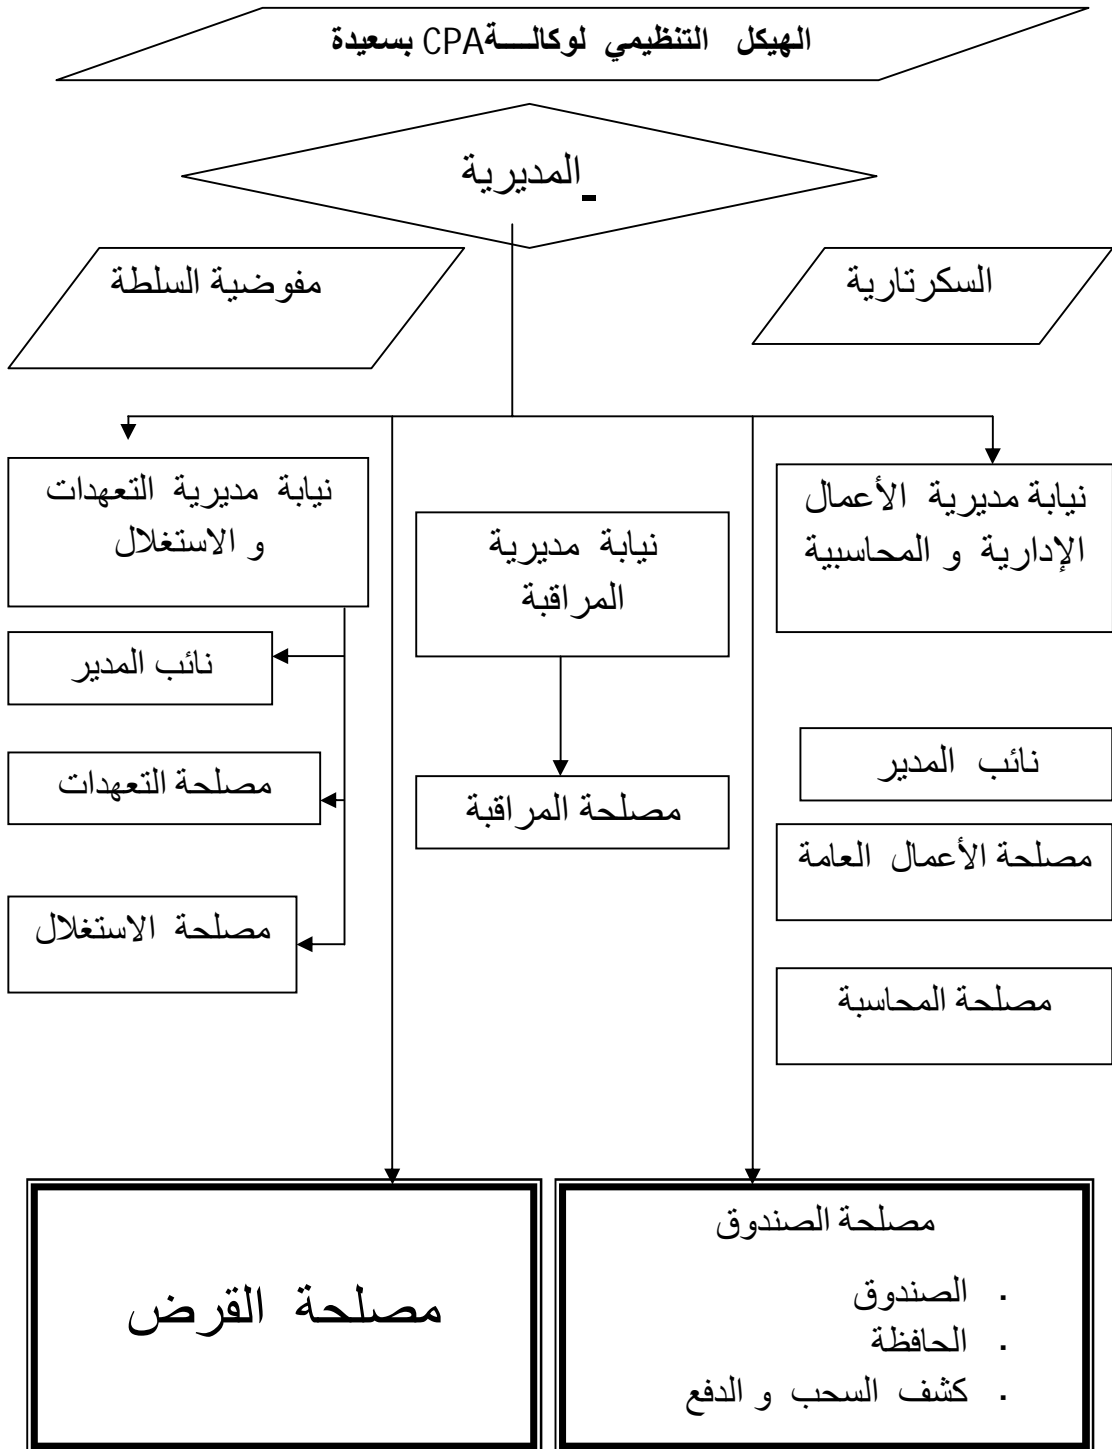 الهيكل التنظيمي لوكالـــة CPA بسعيدة
المديرية
السكرتارية
مفوضية السلطة
نيابة مديرية الأعمال
الإدارية و المحاسبية
نيابة مديرية
المراقبة
نيابة مديرية التعهدات
و الاستغلال
نائب المدير
مصلحة الأعمال العامة
مصلحة المحاسبة
مصلحة المراقبة
نائب المدير
مصلحة التعهدات
مصلحة الاستغلال
مصلحة الصندوق
· الصندوق
· الحافظة
· كشف السحب و الدفع
مصلحة القرض